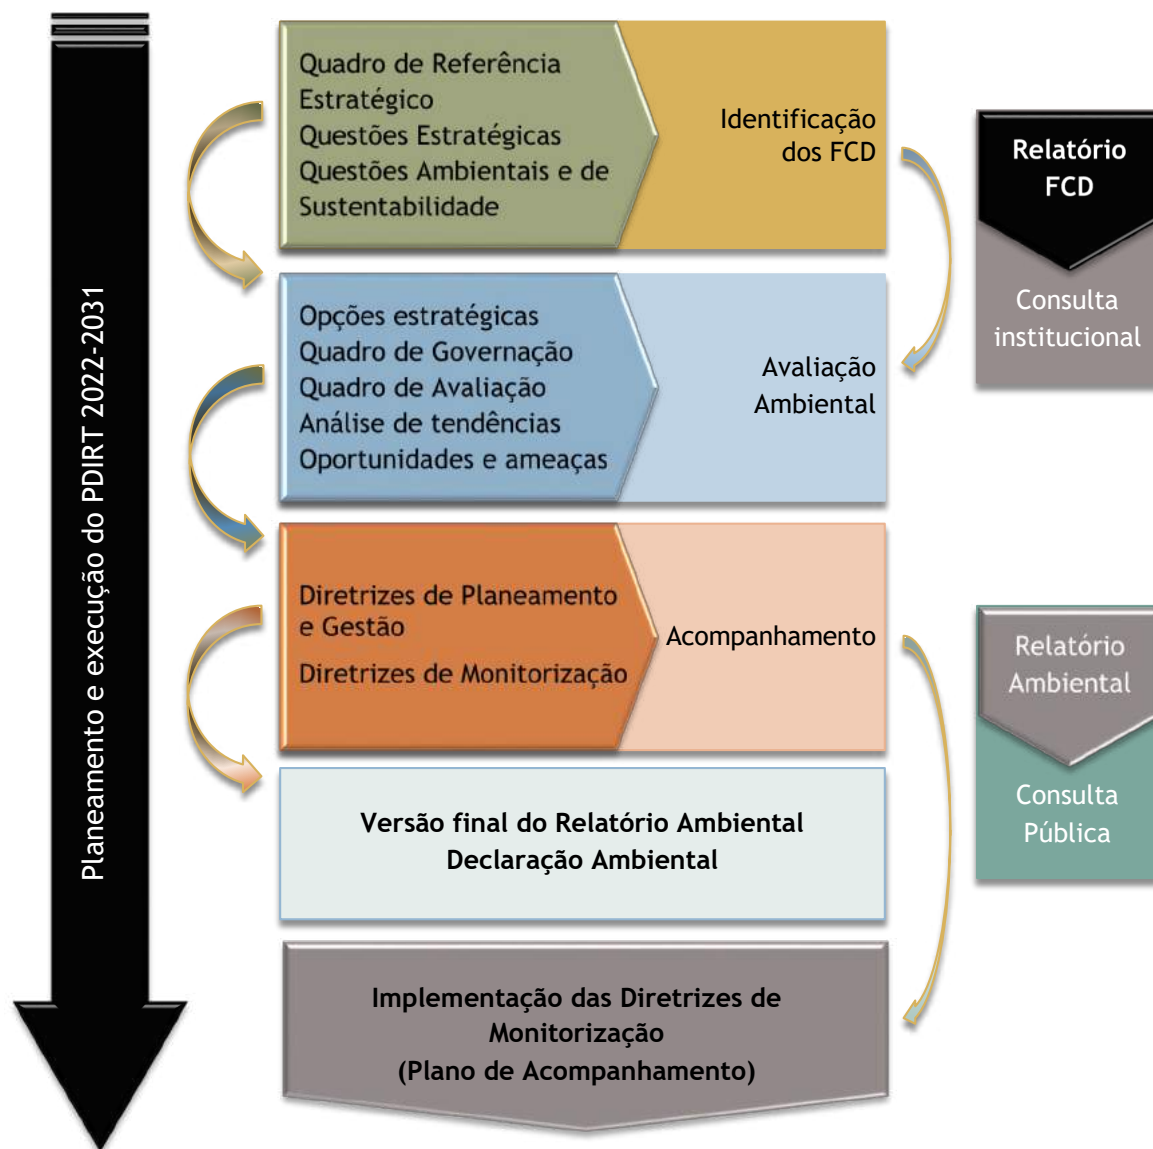 Planeamento e execução do PDIRT 2022-2031
Quadro de Referência
Estratégico
Questões Estratégicas
Questões Ambientais e de
Sustentabilidade
Identificação
dos FCD
Relatório
FCD
Consulta
institucional
Opções estratégicas
Quadro de Governação
Quadro de Avaliação
Análise de tendências
Oportunidades e ameaças
Avaliação
Ambiental
Diretrizes de Planeamento
e Gestão
Diretrizes de Monitorização
Acompanhamento
Relatório
Ambiental
Consulta
Pública
Versão final do Relatório Ambiental
Declaração Ambiental
Implementação das Diretrizes de
Monitorização
(Plano de Acompanhamento)